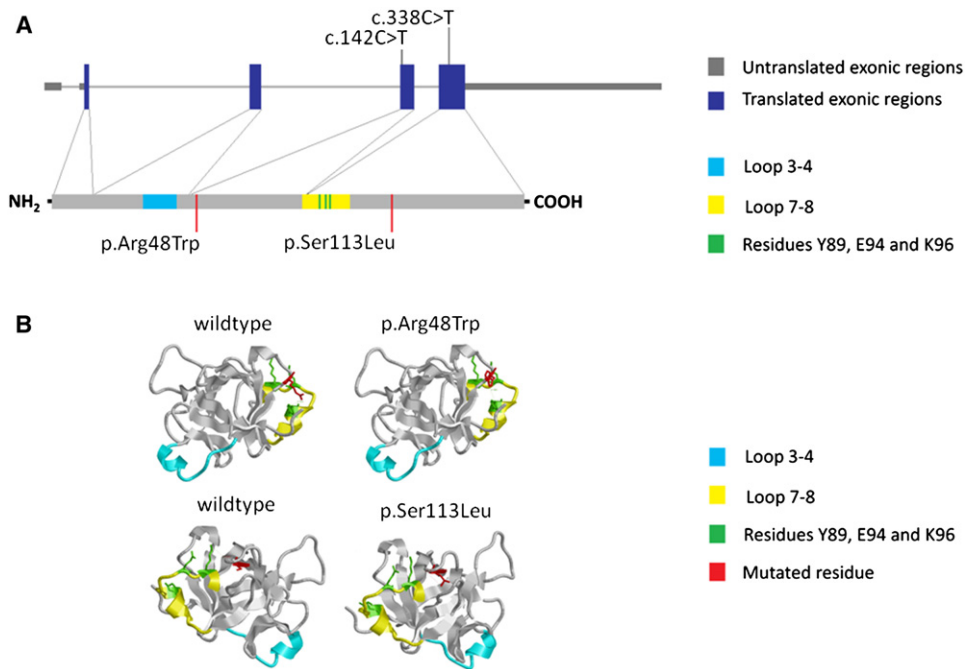 A
c.338C>T
c.142C>T
Untranslated exonic regions
Translated exonic regions
Loop 3-4
NH2
COOH
Loop 7-8
p.Arg48Trp
p.Ser113Leu
Residues Y89, E94 and K96
B
wildtype
p.Arg48Trp
wildtype
p.Ser113Leu
Loop 3-4
Loop 7-8
Residues Y89, E94 and K96
Mutated residue